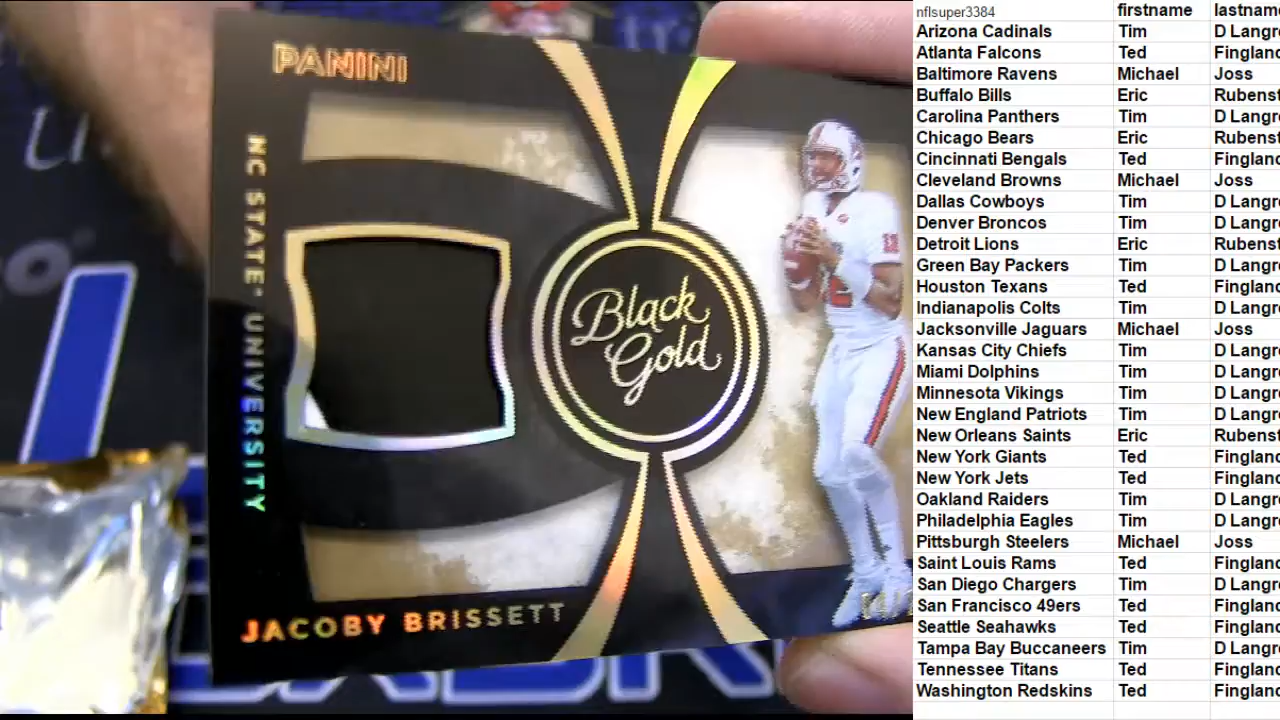 PANINI
NC STATE UNIVERSITY
Black
Gold
JACOBY BRISSETT
nflsuper3384 firstname
Arizona Cadinals Tim
Atlanta Falcons Ted
Baltimore Ravens Michael Joss
Buffalo Bills Eric
Carolina Panthers Tim
Chicago Bears Eric
Cincinnati Bengals Ted
Cleveland Browns Michael Joss
Dallas Cowboys Tim
Denver Broncos Tim
Detroit Lions Eric
Green Bay Packers Tim
Houston Texans Ted
Indianapolis Colts Tim
Jacksonville Jaguars Michael Joss
Kansas City Chiefs Tim
Miami Dolphins Tim
Minnesota Vikings Tim
New England Patriots Tim
New Orleans Saints Eric
New York Giants Ted
New York Jets Ted
Oakland Raiders Tim
Philadelphia Eagles Tim
Pittsburgh Steelers Michael Joss
Saint Louis Rams Ted
San Diego Chargers Tim
San Francisco 49ers Ted
Seattle Seahawks Ted
Tampa Bay Buccaneers Tim
Tennessee Titans Ted
Washington Redskins Ted